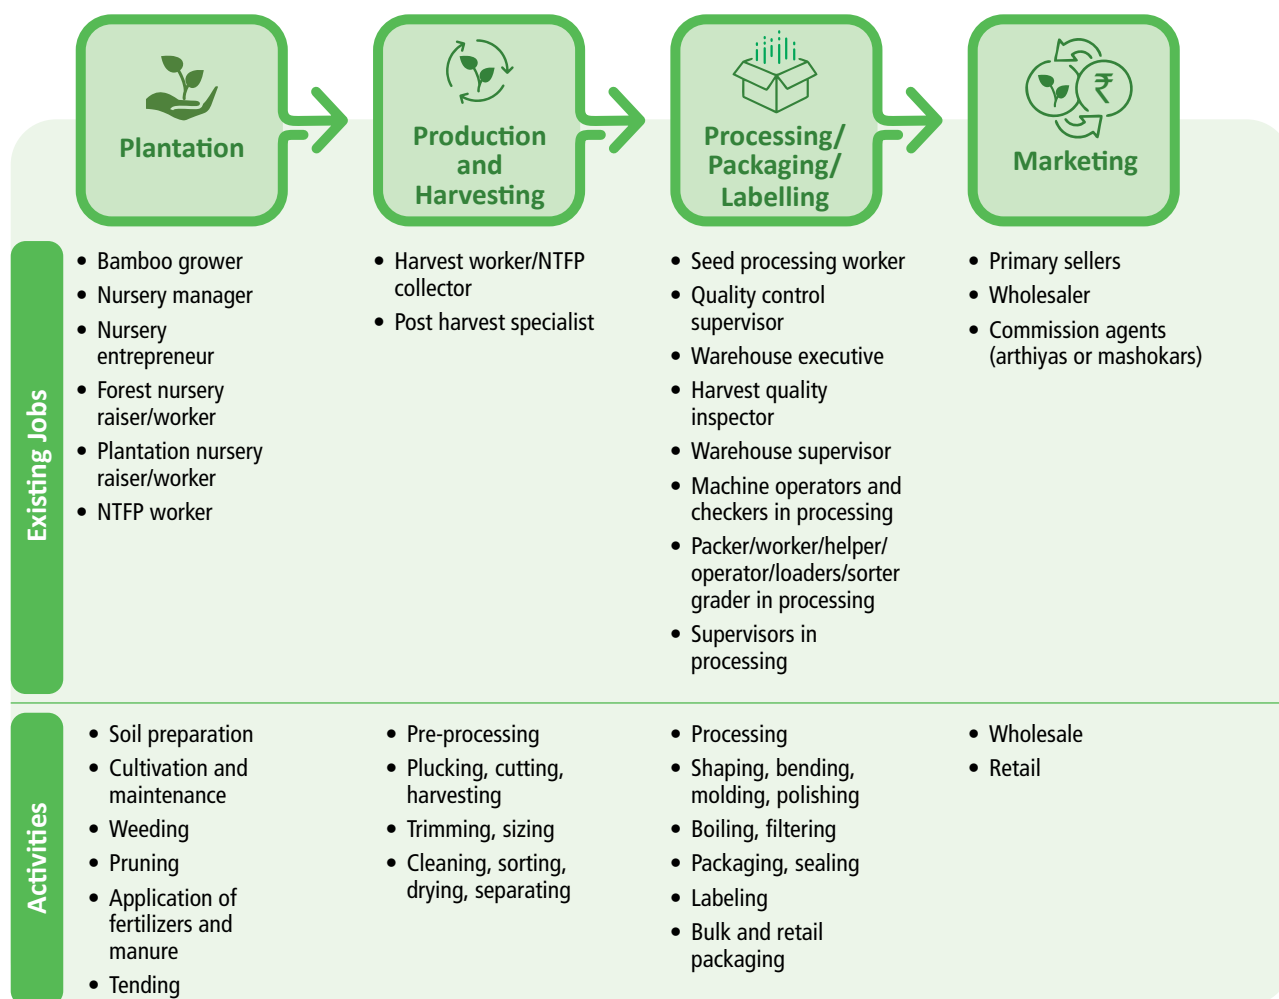 Plantation
Production
and
Harvesting
Processing/
Packaging/
Labelling
₹
Marketing
Existing Jobs
• Bamboo grower
• Nursery manager
• Nursery
entrepreneur
• Forest nursery
raiser/worker
• Plantation nursery
raiser/worker
• NTFP worker
• Harvest worker/NTFP
collector
• Post harvest specialist
• Seed processing worker
• Quality control
supervisor
• Warehouse executive
• Harvest quality
inspector
• Warehouse supervisor
• Machine operators and
checkers in processing
• Packer/worker/helper/
operator/loaders/sorter
grader in processing
• Supervisors in
processing
• Primary sellers
• Wholesaler
• Commission agents
(arthiyas or mashokars)
Activities
• Soil preparation
• Cultivation and
maintenance
• Weeding
• Pruning
• Application of
fertilizers and
manure
• Tending
• Pre-processing
• Plucking, cutting,
harvesting
• Trimming, sizing
• Cleaning, sorting,
drying, separating
• Processing
• Shaping, bending,
molding, polishing
• Boiling, filtering
• Packaging, sealing
• Labeling
• Bulk and retail
packaging
• Wholesale
• Retail